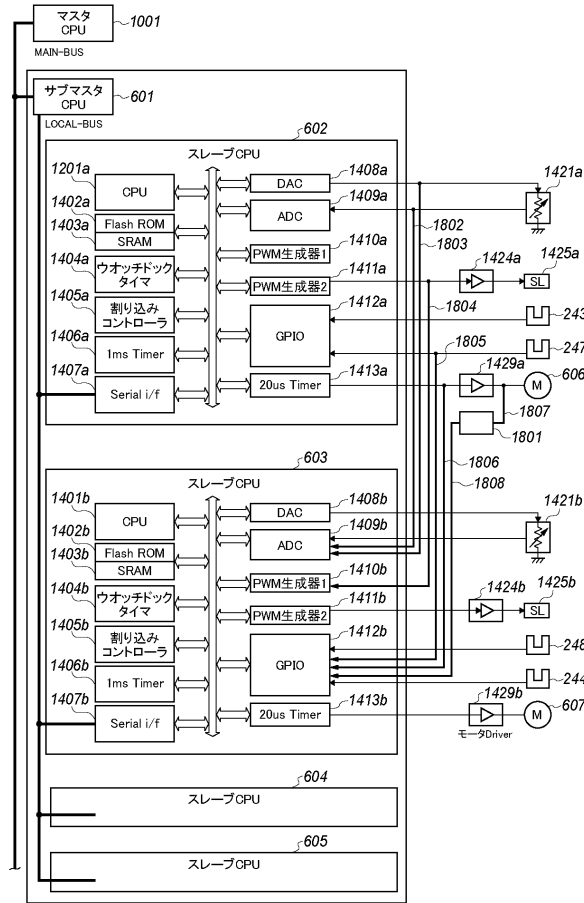 マスタ
CPU
1001
MAIN-BUS
サブマスタ
CPU
601
LOCAL-BUS
602
スレーブCPU
1201a
CPU
1402a
Flash ROM
1403a
SRAM
1404a
ウオッチドック
タイマ
1405a
割り込み
コントローラ
1406a
1ms Timer
1407a
Serial i/f
1408a
DAC
1409a
ADC
1410a
PWM生成器1
1411a
PWM生成器2
1412a
GPIO
1413a
20us Timer
1802
1803
1804
1805
1806
1808
1421a
1424a
1425a
SL
243
247
1429a
M
606
1807
1801
603
スレーブCPU
1401b
CPU
1402b
Flash ROM
1403b
SRAM
1404b
ウオッチドック
タイマ
1405b
割り込み
コントローラ
1406b
1ms Timer
1407b
Serial i/f
1408b
DAC
1409b
ADC
1410b
PWM生成器1
1411b
PWM生成器2
1412b
GPIO
1413b
20us Timer
1421b
1424b
1425b
SL
248
244
1429b
M
607
モータDriver
604
スレーブCPU
605
スレーブCPU